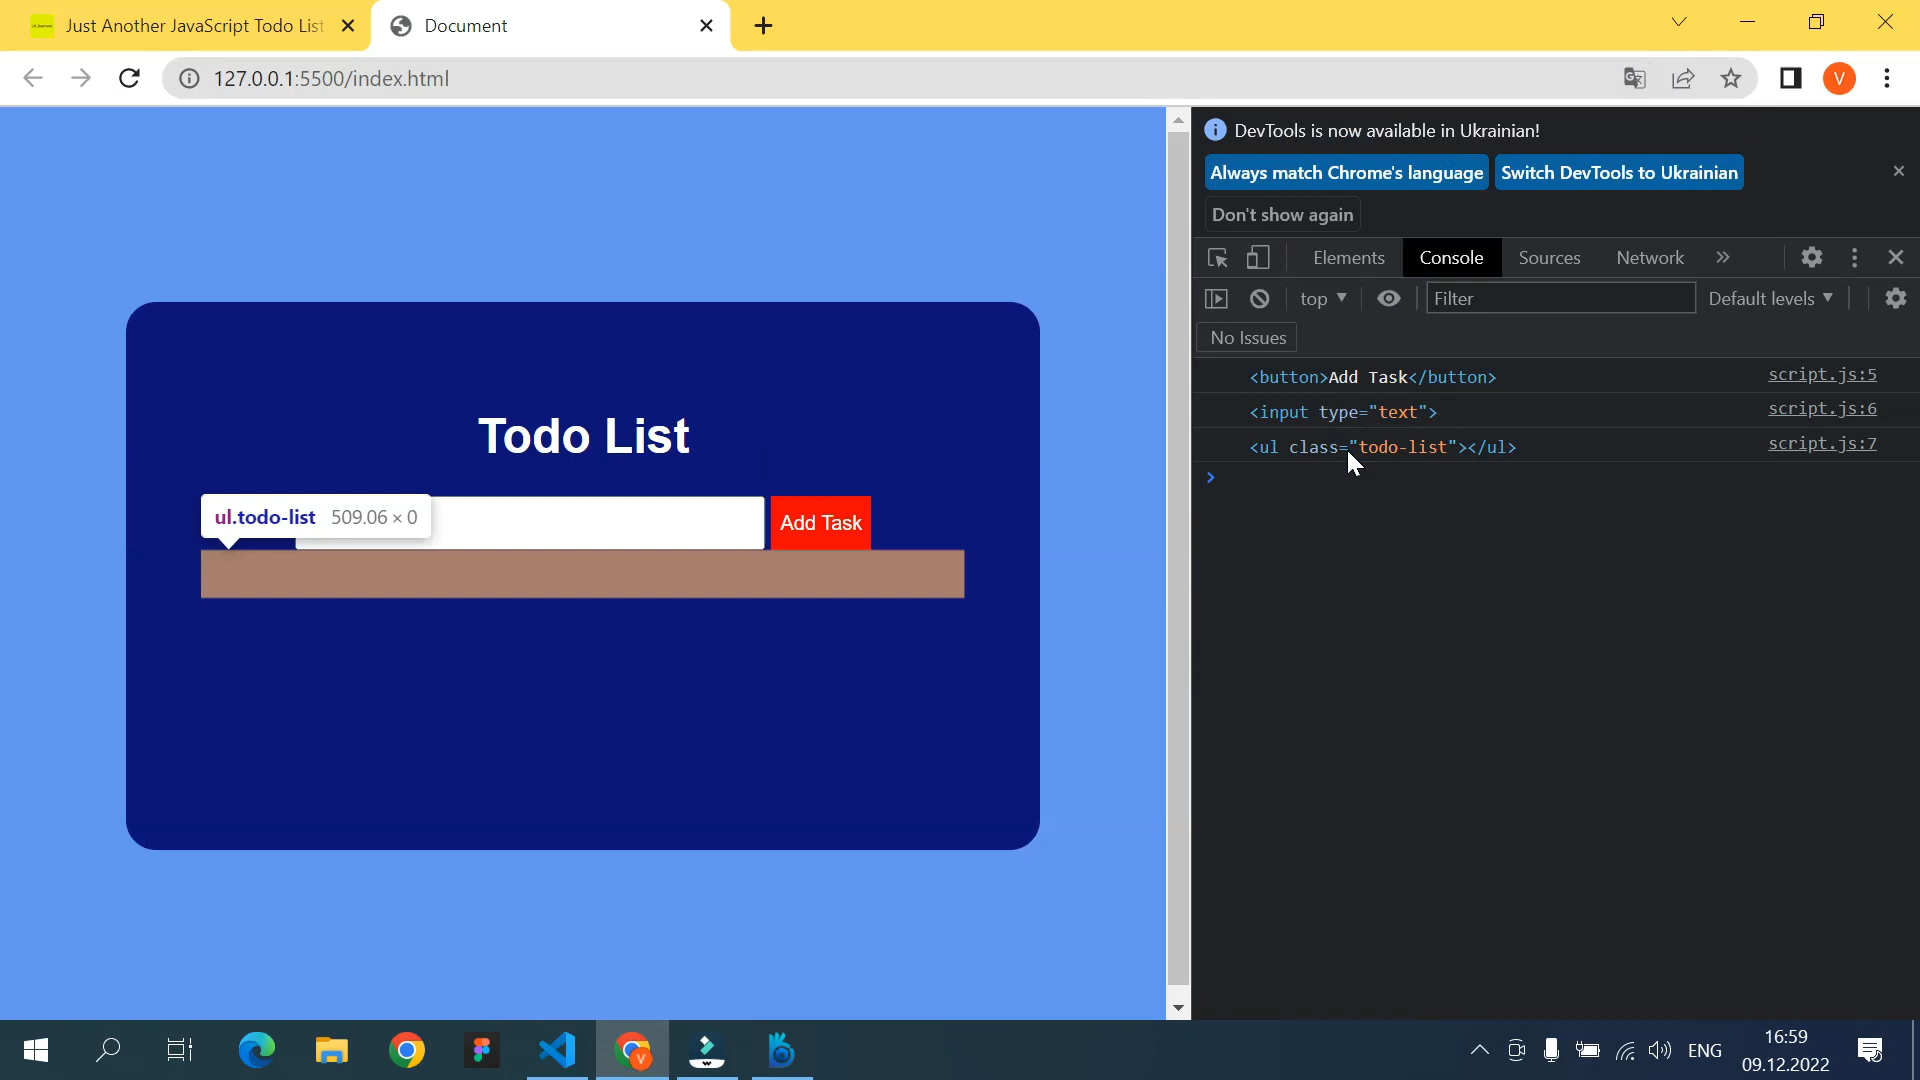 Just Another JavaScript Todo List
Document
127.0.0.1:5500/index.html
V
DevTools is now available in Ukrainian!
Always match Chrome's language
Switch DevTools to Ukrainian
Don't show again
Elements
Console
Sources
Network
top
Filter
Default levels
No Issues
<button>Add Task</button>
script.js:5
<input type="text">
script.js:6
<ul class="todo-list"></ul>
script.js:7
Todo List
ul.todo-list 509.06 × 0
Add Task
V
ENG
16:59
09.12.2022